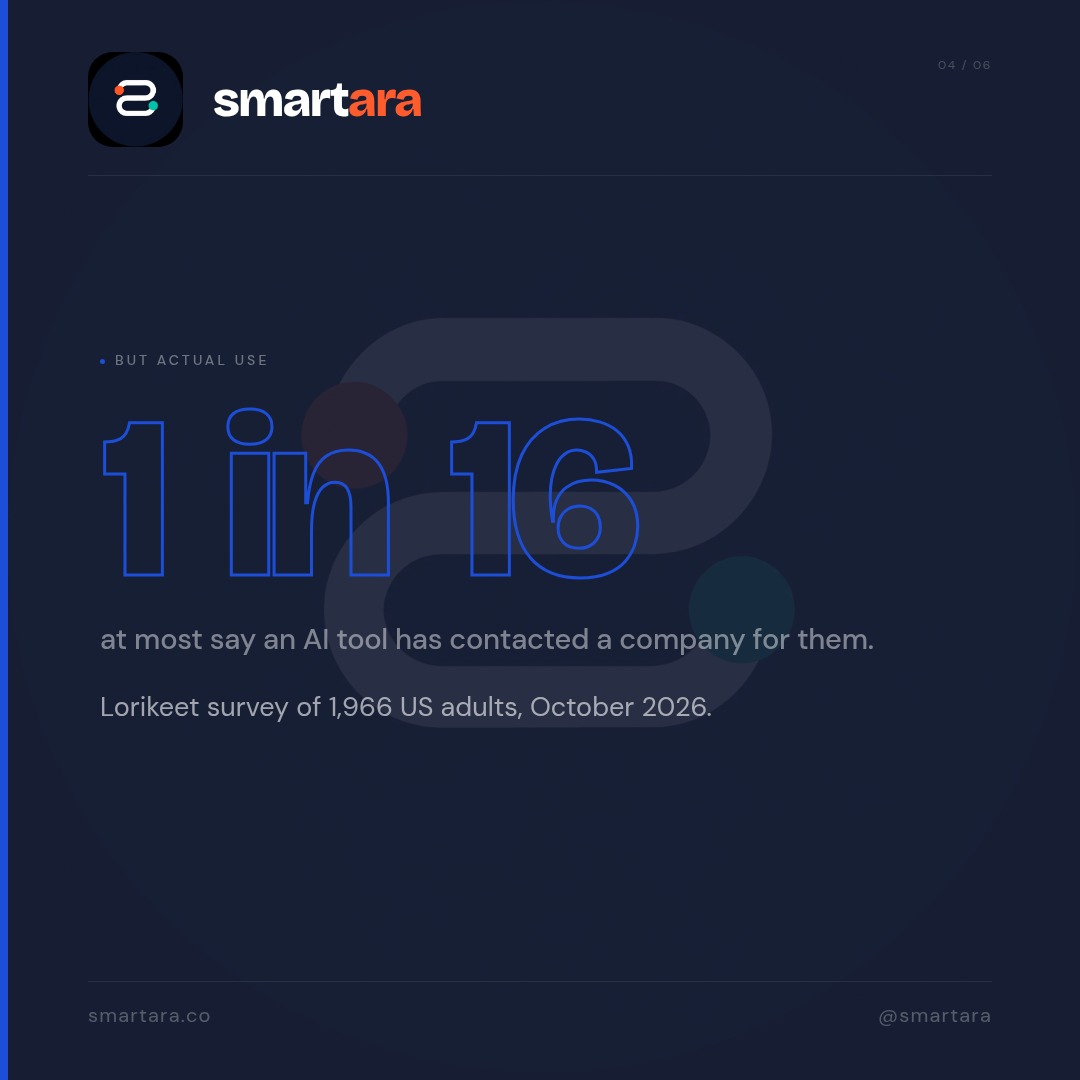 smartara
04 / 06
BUT ACTUAL USE
1 in 16
at most say an AI tool has contacted a company for them.
Lorikeet survey of 1,966 US adults, October 2026.
smartara.co
@smartara